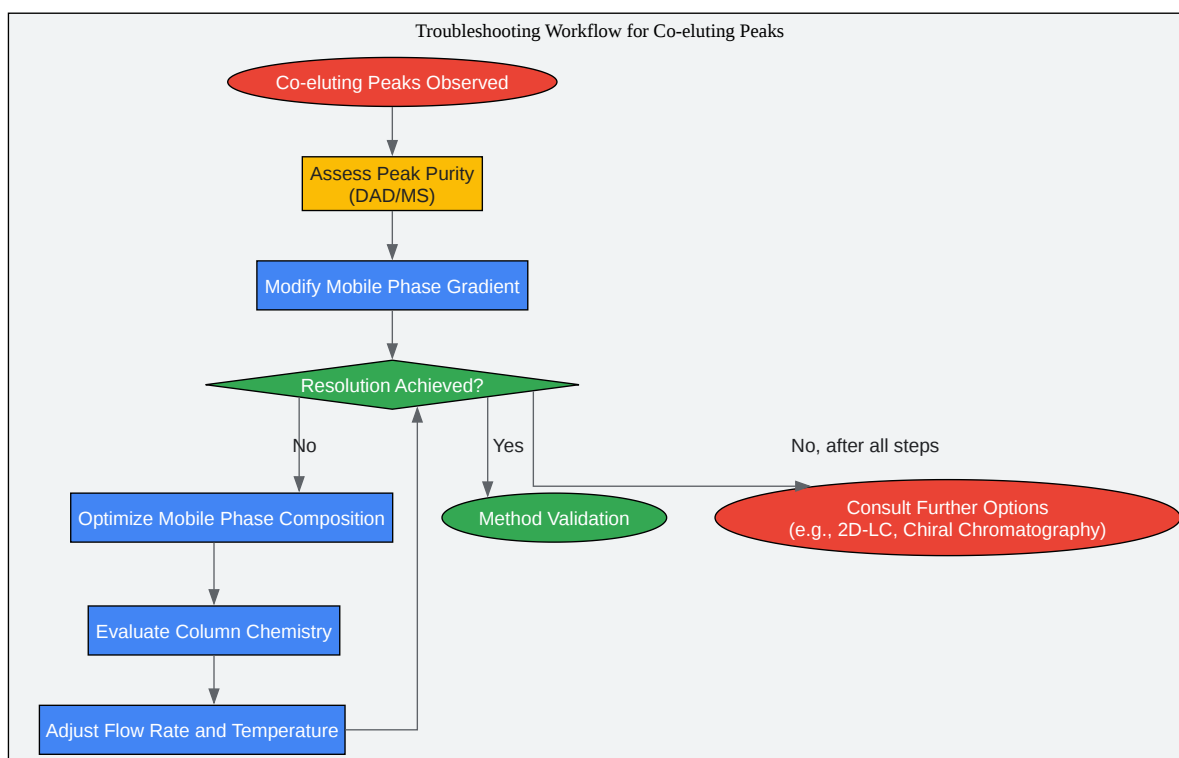 Troubleshooting Workflow for Co-eluting Peaks
Co-eluting Peaks Observed
Assess Peak Purity
(DAD/MS)
Modify Mobile Phase Gradient
Resolution Achieved?
No
Yes
No, after all steps
Optimize Mobile Phase Composition
Method Validation
Consult Further Options
(e.g., 2D-LC, Chiral Chromatography)
Evaluate Column Chemistry
Adjust Flow Rate and Temperature